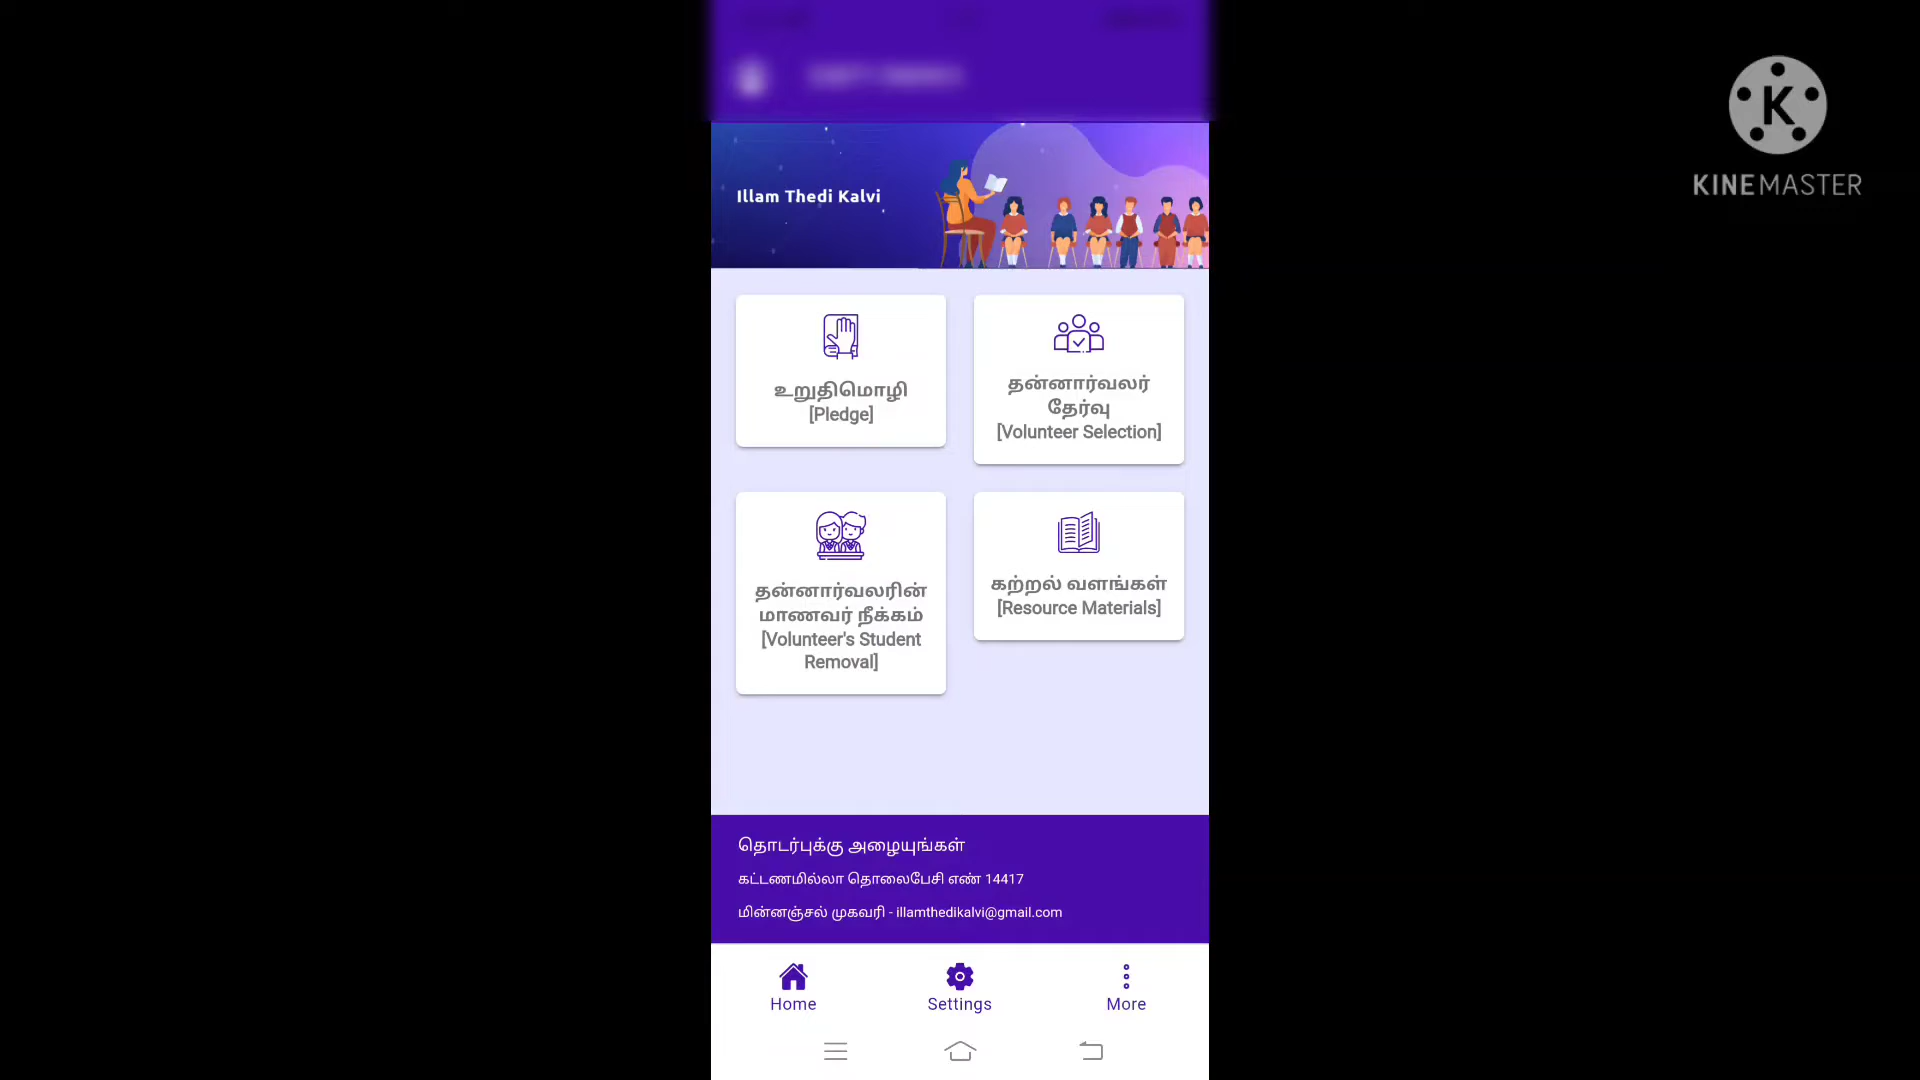 KINEMASTER
Illam Thedi Kalvi
உறுதிமொழி
[Pledge]
தன்னார்வலர்
தேர்வு
[Volunteer Selection]
தன்னார்வலரின்
மாணவர் நீக்கம்
[Volunteer's Student
Removal]
கற்றல் வளங்கள்
[Resource Materials]
தொடர்புக்கு அழையுங்கள்
கட்டணமில்லா தொலைபேசி எண் 14417
மின்னஞ்சல் முகவரி - illamthedikalvi@gmail.com
Home
Settings
More